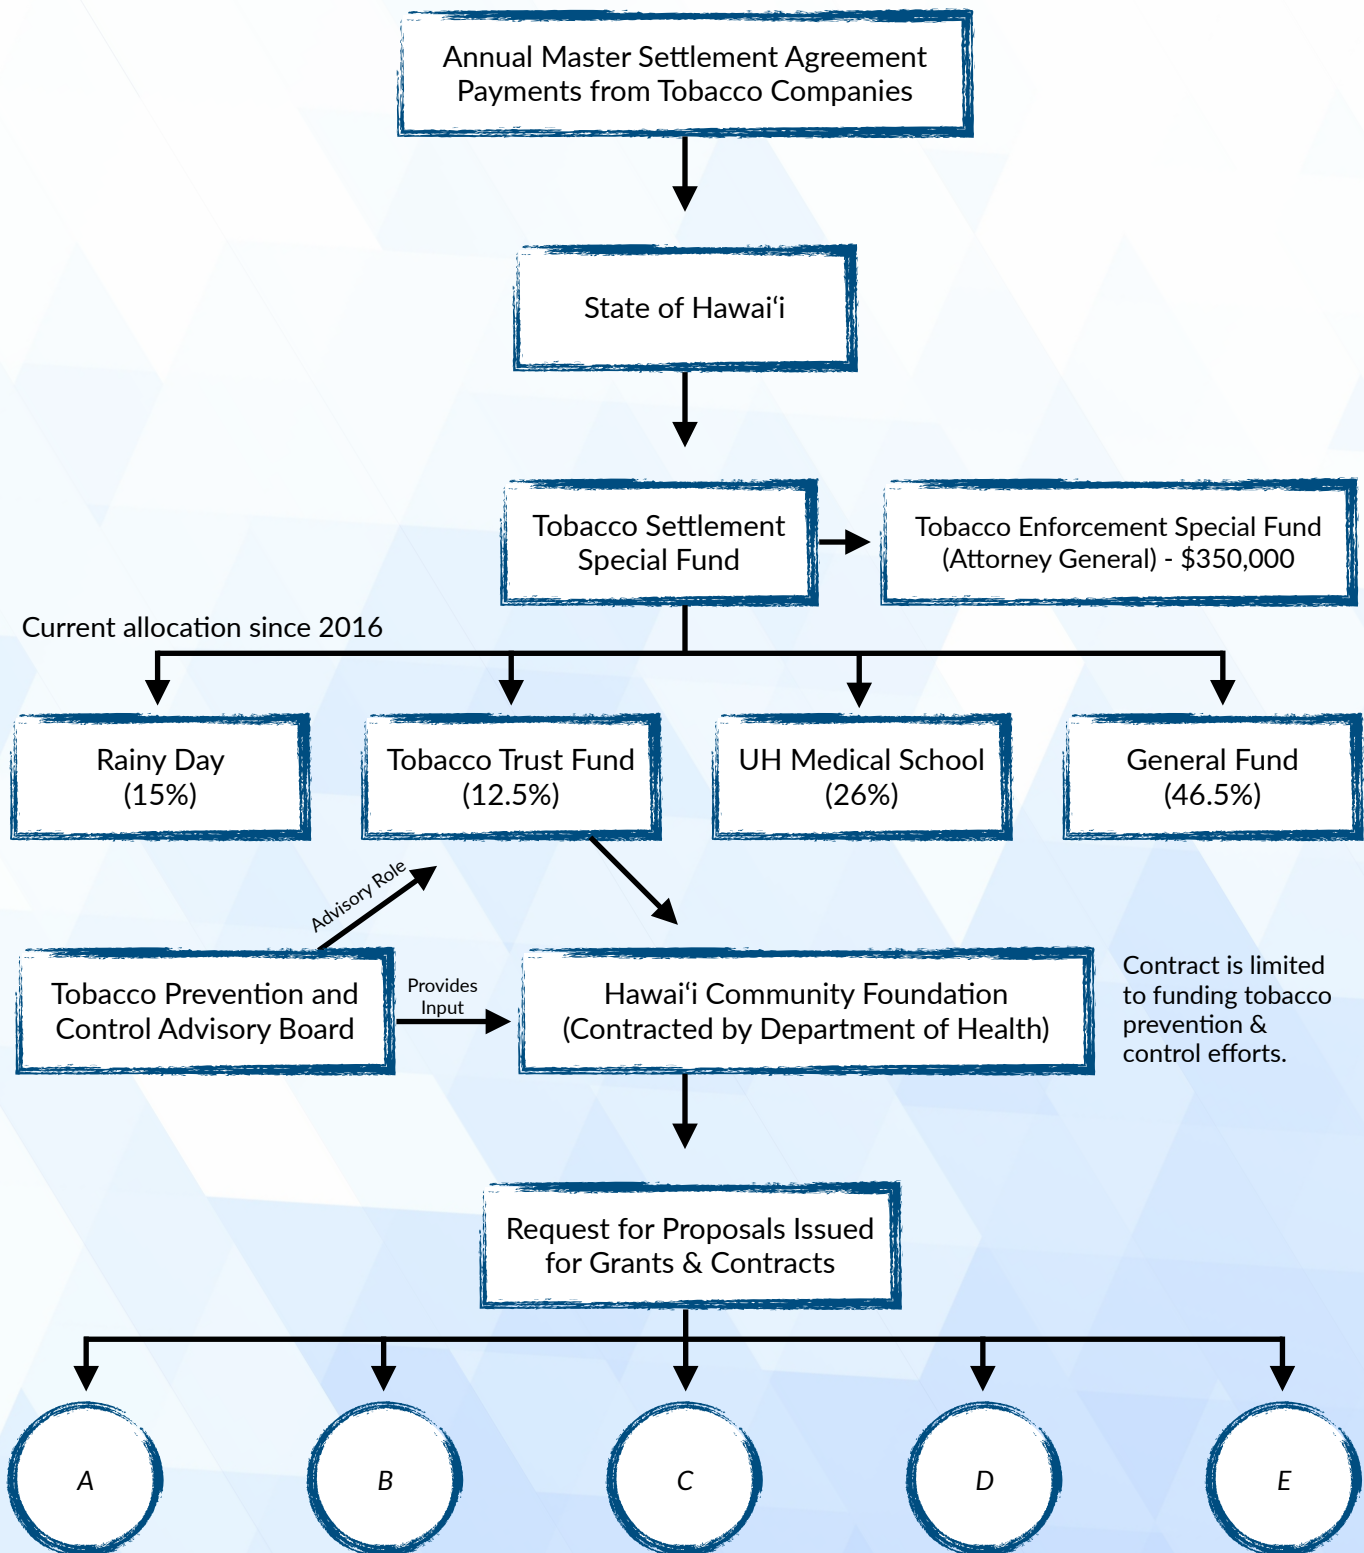 Annual Master Settlement Agreement
Payments from Tobacco Companies
State of Hawaiʻi
Tobacco Settlement
Special Fund
Tobacco Enforcement Special Fund
(Attorney General) - $350,000
Current allocation since 2016
Rainy Day
(15%)
Tobacco Trust Fund
(12.5%)
UH Medical School
(26%)
General Fund
(46.5%)
Advisory Role
Tobacco Prevention and
Control Advisory Board
Provides
Input
Hawaiʻi Community Foundation
(Contracted by Department of Health)
Contract is limited
to funding tobacco
prevention &
control efforts.
Request for Proposals Issued
for Grants & Contracts
A
B
C
D
E